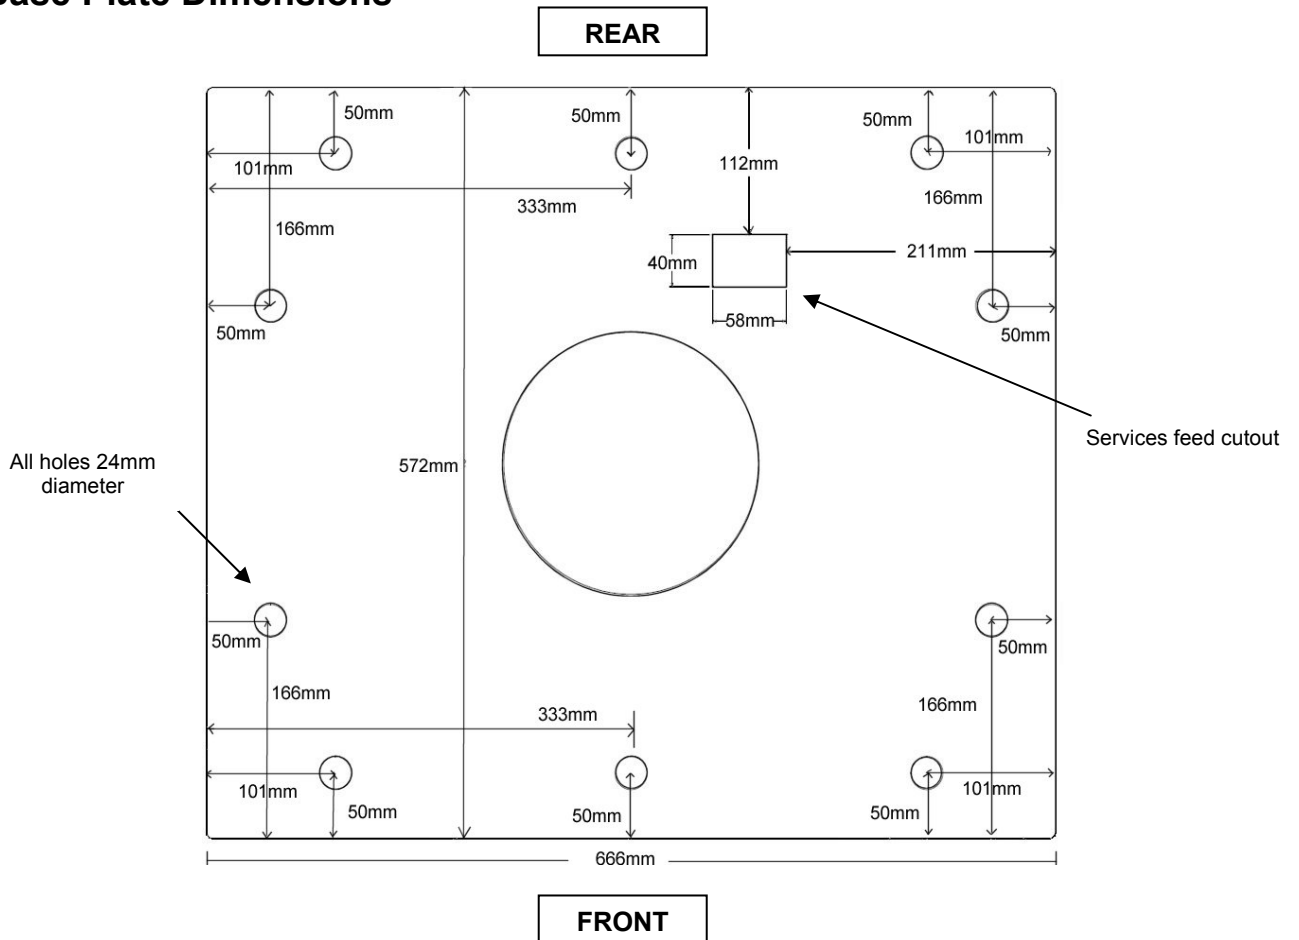 Base Plate Dimensions
REAR
50mm
50mm
50mm
101mm
101mm
112mm
166mm
333mm
166mm
211mm
40mm
50mm
58mm
50mm
Services feed cutout
All holes 24mm
diameter
572mm
50mm
50mm
166mm
166mm
333mm
101mm
101mm
50mm
50mm
50mm
666mm
FRONT